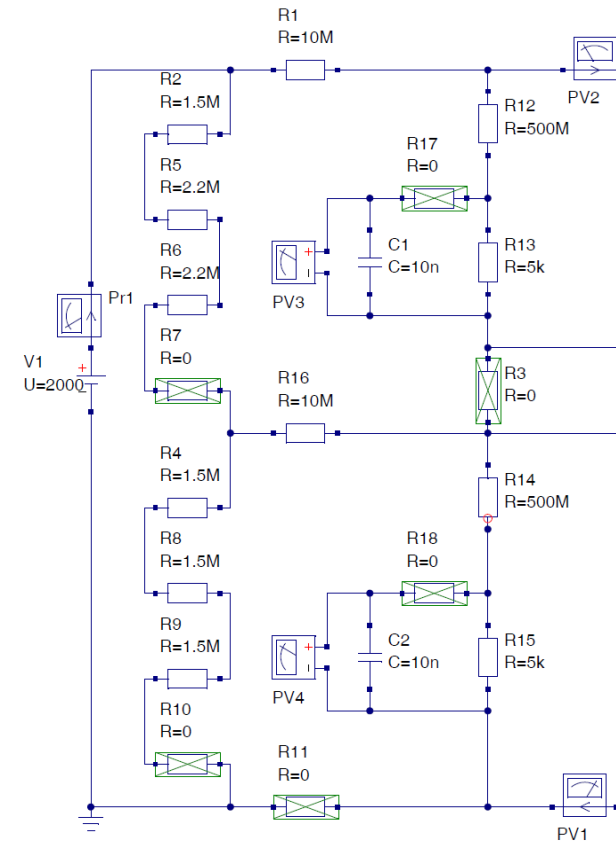 R1
R=10M
R2
R=1.5M
PV2
R12
R=500M
R17
R=0
R5
R=2.2M
R6
R=2.2M
C1
C=10n
R13
R=5k
PV3
Pr1
R7
R=0
V1
U=2000
R16
R=10M
R3
R=0
R4
R=1.5M
R14
R=500M
R8
R=1.5M
R18
R=0
R9
R=1.5M
C2
C=10n
R15
R=5k
PV4
R10
R=0
R11
R=0
PV1